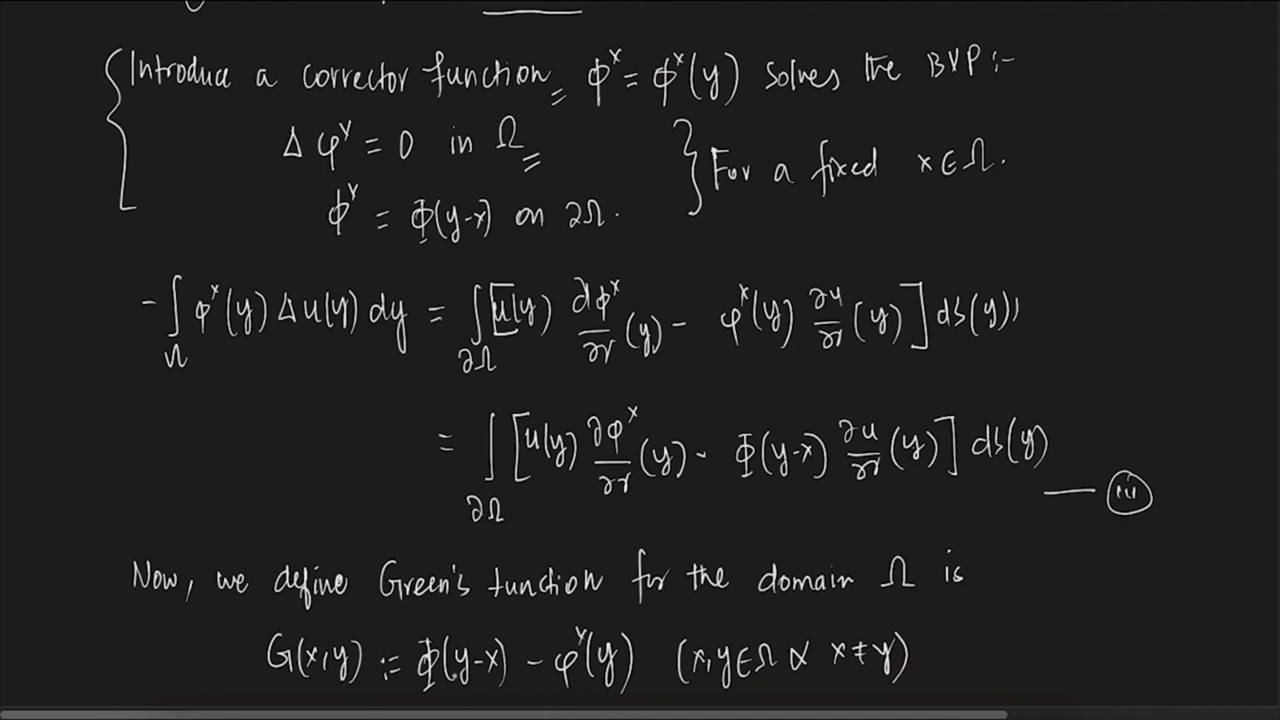 Introduce a corrector function, ϕˣ = ϕˣ(y) solves the BVP :-
Δ φˣ = 0 in Ω
ϕˣ = Φ(y-x) on ∂Ω.
} For a fixed x ∈ Ω.
- ∫_Ω φˣ(y) Δu(y) dy = ∫_∂Ω [u(y) ∂ϕˣ/∂γ (y) - φˣ(y) ∂u/∂γ (y)] dS(y)
= ∫_∂Ω [u(y) ∂φˣ/∂γ (y) - Φ(y-x) ∂u/∂γ (y)] dS(y) — (iii)
Now, we define Green's function for the domain Ω is
G(x,y) := Φ(y-x) - φˣ(y) (x,y ∈ Ω & x ≠ y)